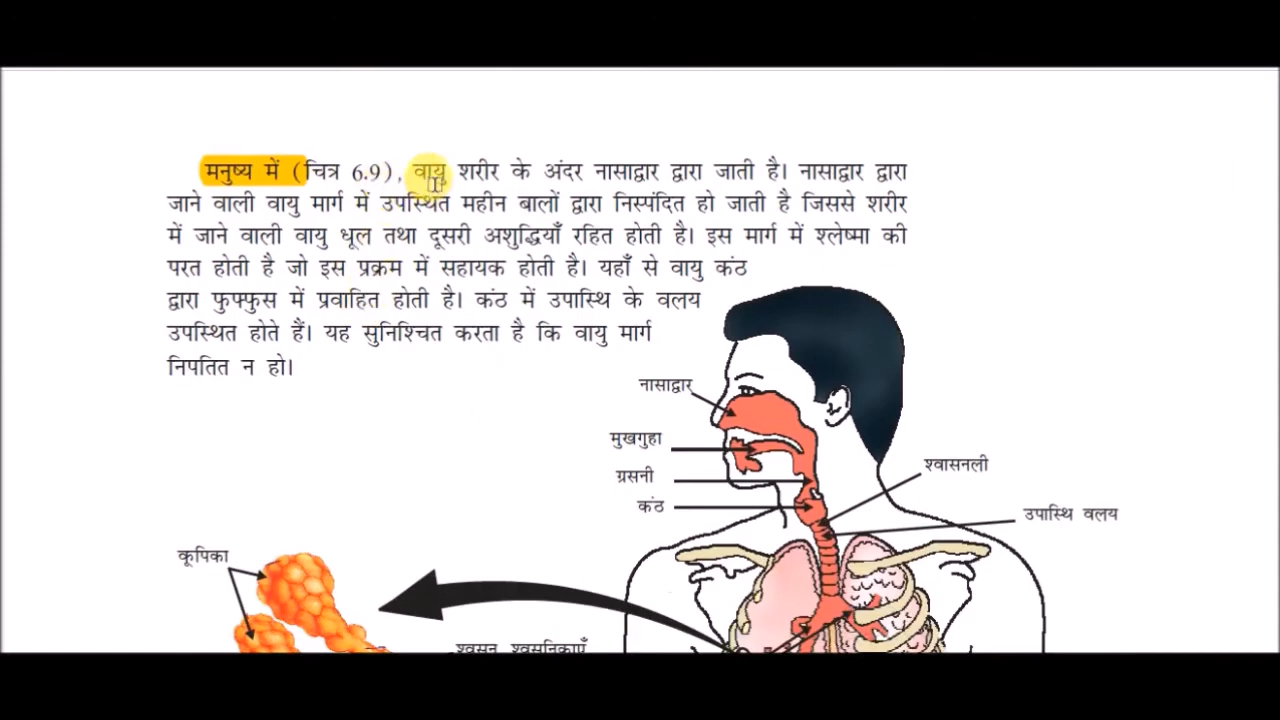 मनुष्य में (चित्र 6.9), वायु शरीर के अंदर नासाद्वार द्वारा जाती है। नासाद्वार द्वारा
जाने वाली वायु मार्ग में उपस्थित महीन बालों द्वारा निस्पंदित हो जाती है जिससे शरीर
में जाने वाली वायु धूल तथा दूसरी अशुद्धियाँ रहित होती है। इस मार्ग में श्लेष्मा की
परत होती है जो इस प्रक्रम में सहायक होती है। यहाँ से वायु कंठ
द्वारा फुफ्फुस में प्रवाहित होती है। कंठ में उपास्थि के वलय
उपस्थित होते हैं। यह सुनिश्चित करता है कि वायु मार्ग
निपतित न हो।
नासाद्वार
मुखगुहा
ग्रसनी
कंठ
श्वासनली
उपास्थि वलय
कूपिका
श्वसन श्वसनिकाएँ